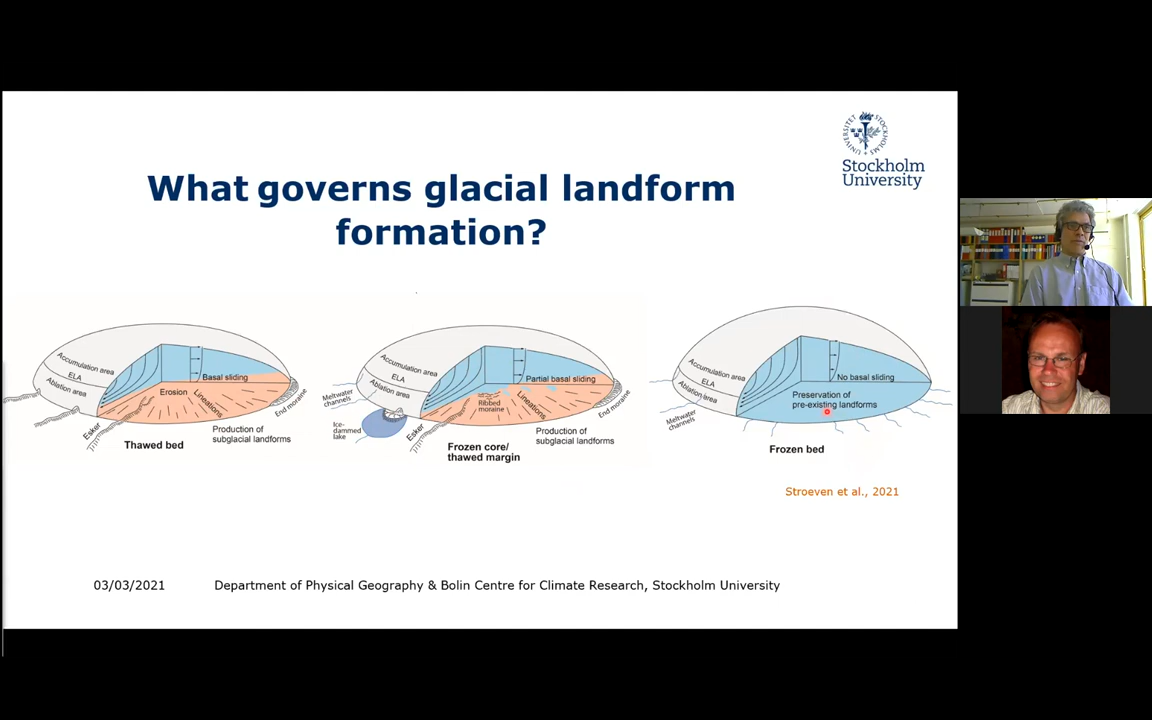 UNIVERSITET STOCKHOLMS
Stockholm
University
What governs glacial landform
formation?
Accumulation area
ELA
Ablation area
Basal sliding
Erosion
Lineations
End moraine
Esker
Production of
subglacial landforms
Thawed bed
Accumulation area
ELA
Ablation area
Meltwater
channels
Ice-
dammed
lake
Partial basal sliding
Ribbed
moraine
Lineations
End moraine
Esker
Production of
subglacial landforms
Frozen core/
thawed margin
Accumulation area
ELA
Ablation area
Meltwater
channels
No basal sliding
Preservation of
pre-existing landforms
Frozen bed
Stroeven et al., 2021
03/03/2021 Department of Physical Geography & Bolin Centre for Climate Research, Stockholm University